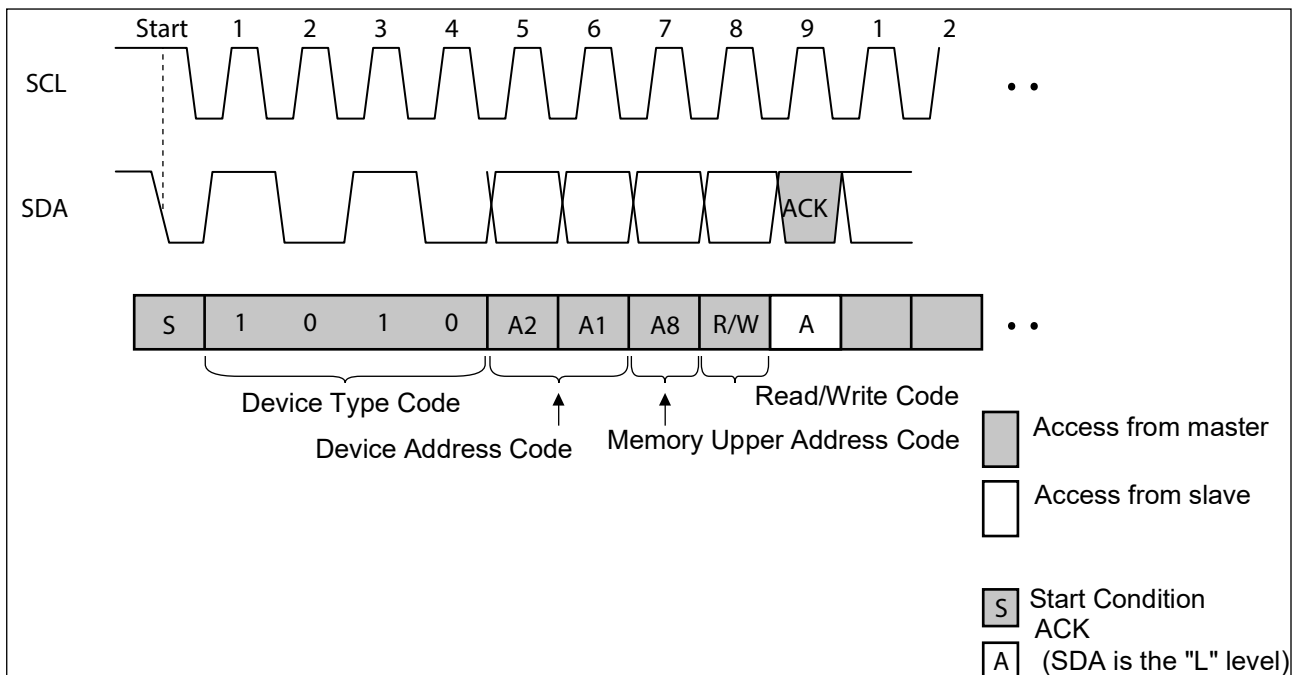 Start 1 2 3 4 5 6 7 8 9 1 2
SCL
SDA
ACK
S 1 0 1 0 A2 A1 A8 R/W A
Device Type Code
Read/Write Code
Device Address Code
Memory Upper Address Code
Access from master
Access from slave
S Start Condition
ACK
A (SDA is the "L" level)